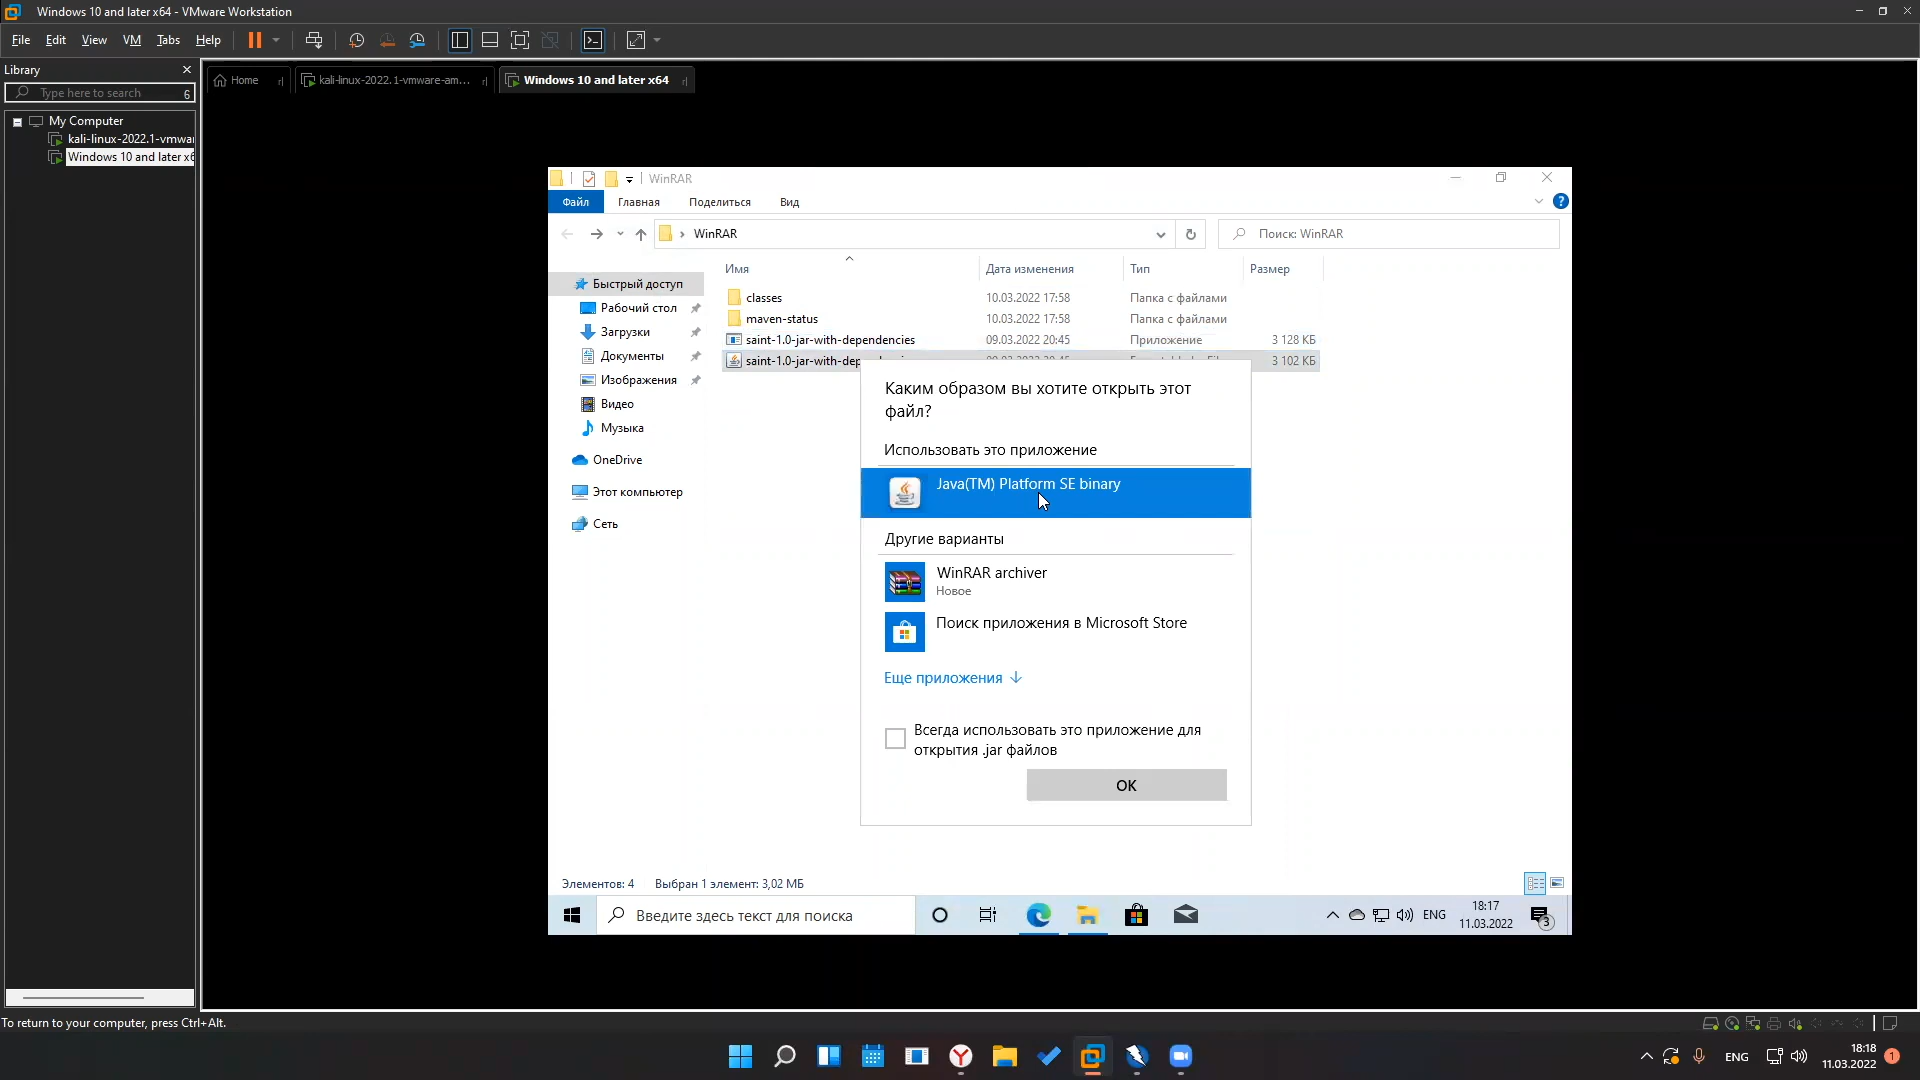 Windows 10 and later x64 - VMware Workstation
File Edit View VM Tabs Help
Library
Type here to search
6
My Computer
kali-linux-2022.1-vmwar
Windows 10 and later x6
Home
kali-linux-2022.1-vmware-am...
Windows 10 and later x64
WinRAR
Файл Главная Поделиться Вид
WinRAR
Поиск: WinRAR
Имя Дата изменения Тип Размер
classes 10.03.2022 17:58 Папка с файлами
maven-status 10.03.2022 17:58 Папка с файлами
saint-1.0-jar-with-dependencies 09.03.2022 20:45 Приложение 3 128 КБ
saint-1.0-jar-with-dep 3 102 КБ
Быстрый доступ
Рабочий стол
Загрузки
Документы
Изображения
Видео
Музыка
OneDrive
Этот компьютер
Сеть
Каким образом вы хотите открыть этот
файл?
Использовать это приложение
Java(TM) Platform SE binary
Другие варианты
WinRAR archiver
Новое
Поиск приложения в Microsoft Store
Еще приложения
Всегда использовать это приложение для
открытия .jar файлов
ОК
Элементов: 4 Выбран 1 элемент: 3,02 МБ
Введите здесь текст для поиска
ENG
18:17
11.03.2022
3
To return to your computer, press Ctrl+Alt.
ENG
18:18
11.03.2022
1